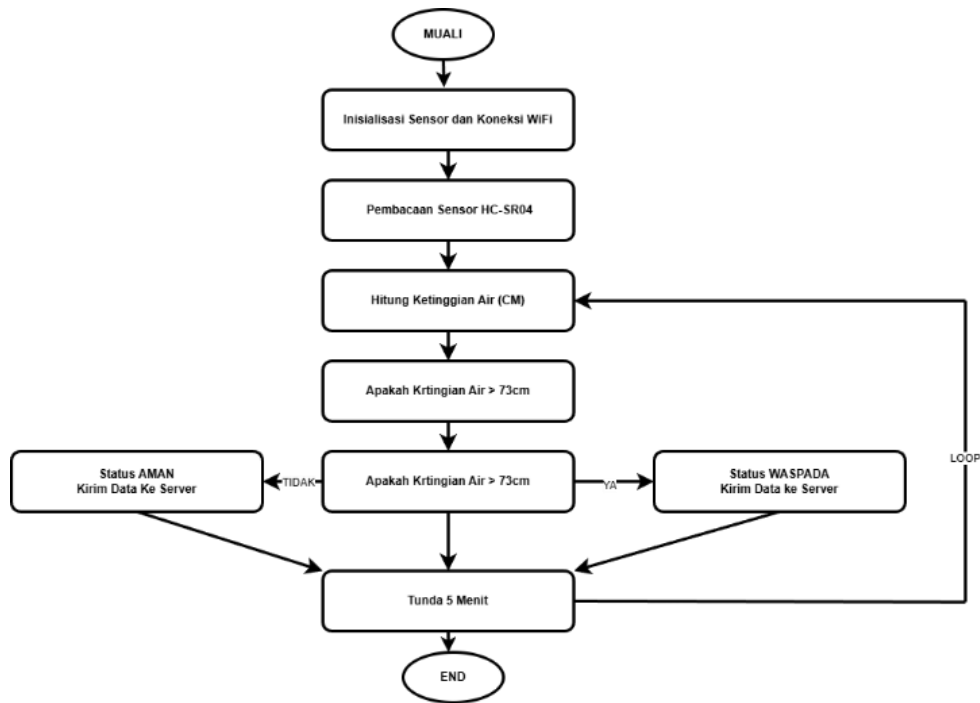 MUALI
Inisialisasi Sensor dan Koneksi WiFi
Pembacaan Sensor HC-SR04
Hitung Ketinggian Air (CM)
Apakah Krtingian Air > 73cm
Status AMAN
Kirim Data Ke Server
TIDAK
Apakah Krtingian Air > 73cm
YA
Status WASPADA
Kirim Data ke Server
LOOP
Tunda 5 Menit
END